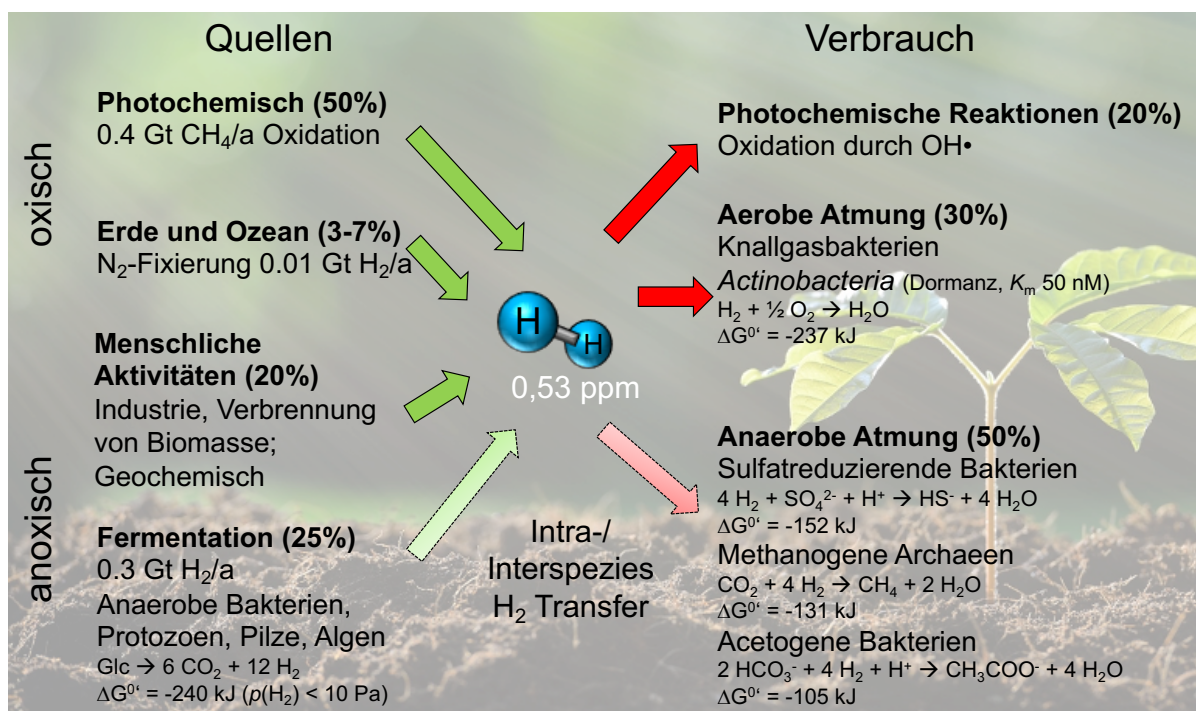 Quellen
Verbrauch
oxisch
anoxisch
Photochemisch (50%)
0.4 Gt CH₄/a Oxidation
Erde und Ozean (3-7%)
N₂-Fixierung 0.01 Gt H₂/a
Menschliche
Aktivitäten (20%)
Industrie, Verbrennung
von Biomasse;
Geochemisch
Fermentation (25%)
0.3 Gt H₂/a
Anaerobe Bakterien,
Protozoen, Pilze, Algen
Glc → 6 CO₂ + 12 H₂
ΔG⁰‘ = -240 kJ (p(H₂) < 10 Pa)
H
H
0,53 ppm
Intra-/
Interspezies
H₂ Transfer
Photochemische Reaktionen (20%)
Oxidation durch OH•
Aerobe Atmung (30%)
Knallgasbakterien
Actinobacteria (Dormanz, Kₘ 50 nM)
H₂ + ½ O₂ → H₂O
ΔG⁰‘ = -237 kJ
Anaerobe Atmung (50%)
Sulfatreduzierende Bakterien
4 H₂ + SO₄²⁻ + H⁺ → HS⁻ + 4 H₂O
ΔG⁰‘ = -152 kJ
Methanogene Archaeen
CO₂ + 4 H₂ → CH₄ + 2 H₂O
ΔG⁰‘ = -131 kJ
Acetogene Bakterien
2 HCO₃⁻ + 4 H₂ + H⁺ → CH₃COO⁻ + 4 H₂O
ΔG⁰‘ = -105 kJ